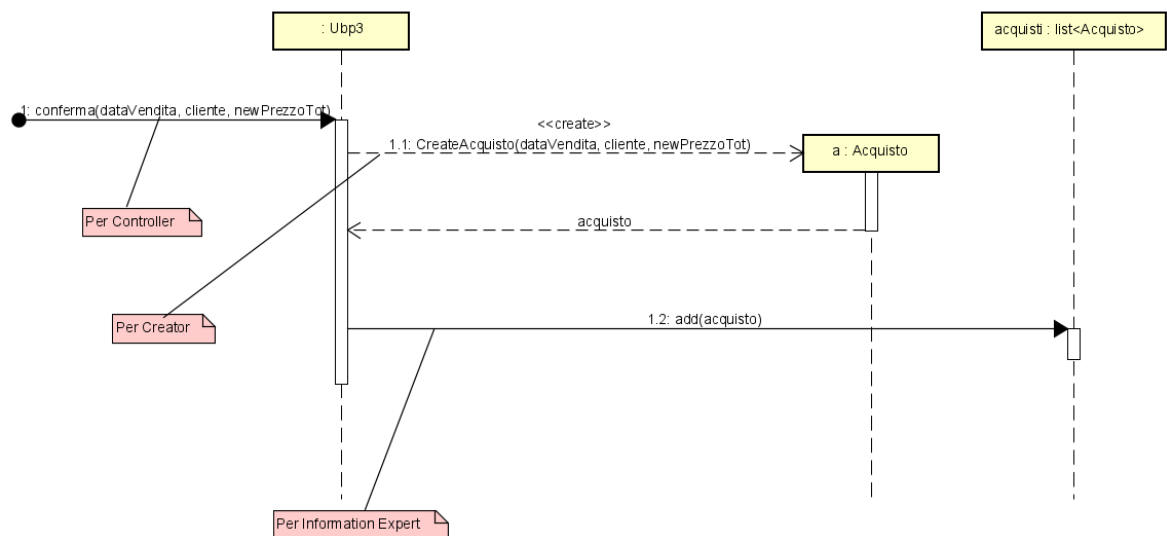 : Ubp3
acquisti : list<Acquisto>
1: conferma(dataVendita, cliente, newPrezzoTot)
<<create>>
1.1: CreateAcquisto(dataVendita, cliente, newPrezzoTot)
a : Acquisto
Per Controller
acquisto
Per Creator
1.2: add(acquisto)
Per Information Expert